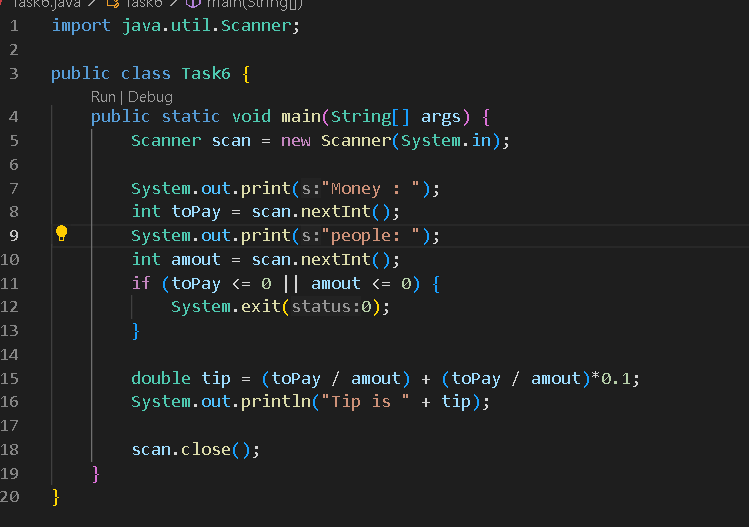 Task6.java > Task6 > main(String[])
1 import java.util.Scanner;
2
3 public class Task6 {
Run | Debug
4 public static void main(String[] args) {
5 Scanner scan = new Scanner(System.in);
6
7 System.out.print(s:"Money : ");
8 int toPay = scan.nextInt();
9 System.out.print(s:"people: ");
10 int amout = scan.nextInt();
11 if (toPay <= 0 || amout <= 0) {
12 System.exit(status:0);
13 }
14
15 double tip = (toPay / amout) + (toPay / amout)*0.1;
16 System.out.println("Tip is " + tip);
17
18 scan.close();
19 }
20 }